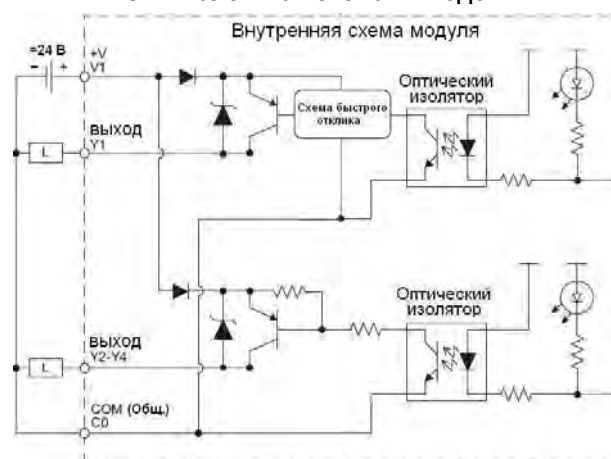 Внутренняя схема модуля
=24 В
− +
+V
V1
ВЫХОД
Y1
L
Схема быстрого
отклика
Оптический
изолятор
Оптический
изолятор
ВЫХОД
Y2-Y4
L
COM (Общ.)
C0